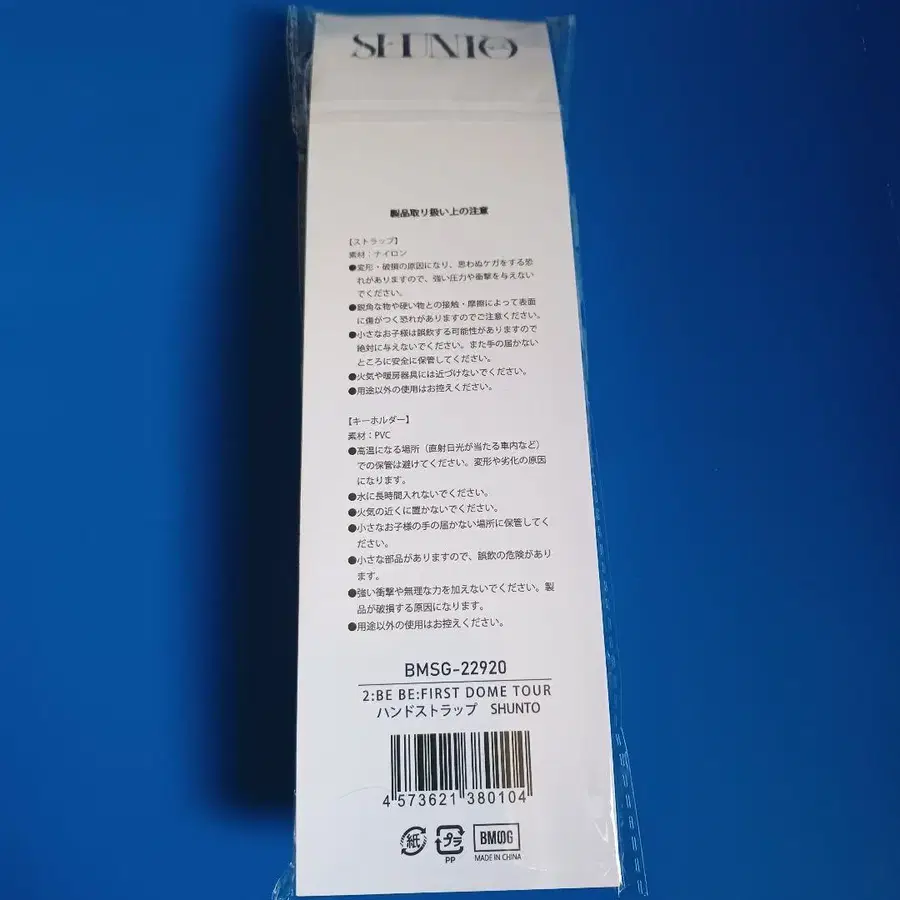 SHUNTO
製品取り扱い上の注意
【ストラップ】
素材：ナイロン
●変形・破損の原因になり、思わぬケガをする恐
れがありますので、強い圧力や衝撃を与えない
でください。
●鋭角な物や硬い物との接触・摩擦によって表面
に傷がつく恐れがありますのでご注意ください。
●小さなお子様は誤飲する可能性がありますので
絶対に与えないでください。また手の届かない
ところに安全に保管してください。
●火気や暖房器具には近づけないでください。
●用途以外の使用はお控えください。
【キーホルダー】
素材：PVC
●高温になる場所（直射日光が当たる車内など）
での保管は避けてください。変形や劣化の原因
になります。
●水に長時間入れないでください。
●火気の近くに置かないでください。
●小さなお子様の手の届かない場所に保管してく
ださい。
●小さな部品がありますので、誤飲の危険があり
ます。
●強い衝撃や無理な力を加えないでください。製
品が破損する原因になります。
●用途以外の使用はお控えください。
BMSG-22920
2:BE BE:FIRST DOME TOUR
ハンドストラップ SHUNTO
4 573621 380104
紙 プラ BMSG
PP MADE IN CHINA